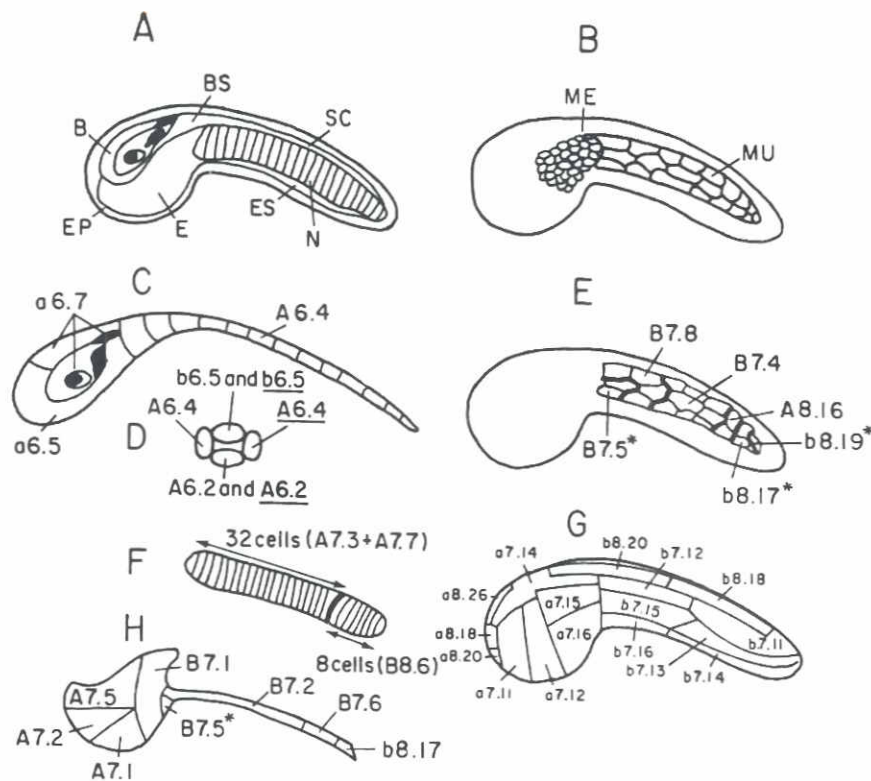 A
BS
SC
B
EP
E
ES
N
B
ME
MU
C
a6.7
A6.4
a6.5
D
b6.5 and b6.5
A6.4
A6.4
A6.2 and A6.2
E
B7.8
B7.4
A8.16
B7.5*
b8.19*
b8.17*
F
32 cells (A7.3+A7.7)
8 cells (B8.6)
G
b8.20
b7.12
b8.18
a7.14
a8.26
a7.15
b7.15
a8.18
a7.16
b7.11
a8.20
b7.16
b7.13
b7.14
a7.11
a7.12
H
B7.1
A7.5
B7.2
B7.6
A7.2
B7.5*
b8.17
A7.1